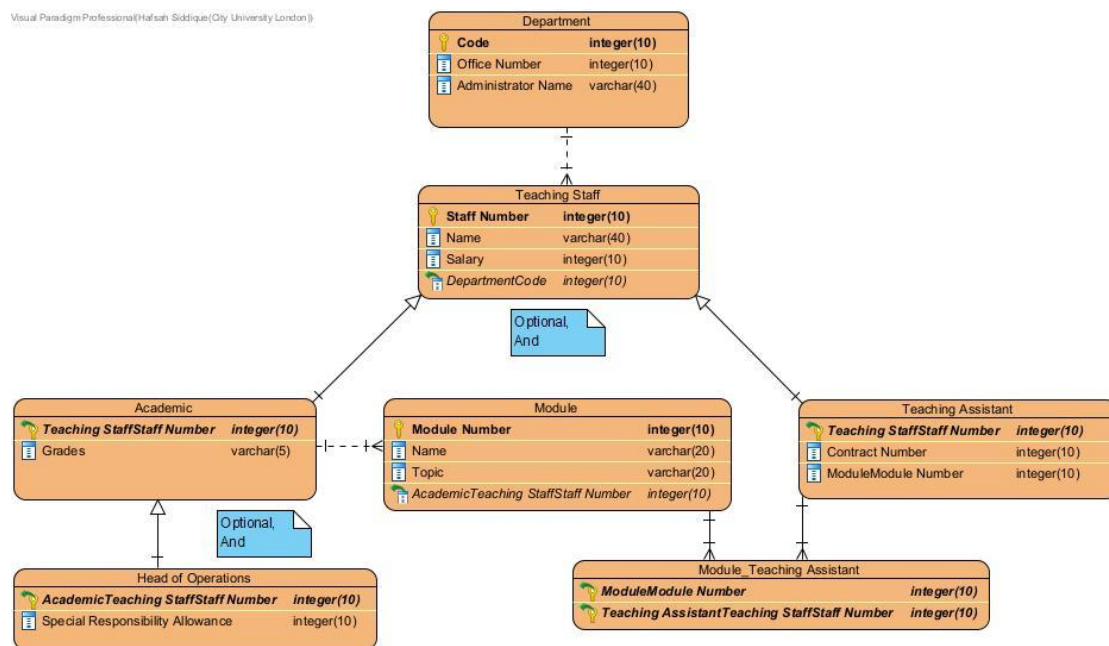 Visual Paradigm Professional(Hafsah Siddique(City University London))
Department
Code integer(10)
Office Number integer(10)
Administrator Name varchar(40)
Teaching Staff
Staff Number integer(10)
Name varchar(40)
Salary integer(10)
DepartmentCode integer(10)
Optional,
And
Academic
Teaching StaffStaff Number integer(10)
Grades varchar(5)
Module
Module Number integer(10)
Name varchar(20)
Topic varchar(20)
AcademicTeaching StaffStaff Number integer(10)
Teaching Assistant
Teaching StaffStaff Number integer(10)
Contract Number integer(10)
ModuleModule Number integer(10)
Optional,
And
Head of Operations
AcademicTeaching StaffStaff Number integer(10)
Special Responsibility Allowance integer(10)
Module_Teaching Assistant
ModuleModule Number integer(10)
Teaching AssistantTeaching StaffStaff Number integer(10)